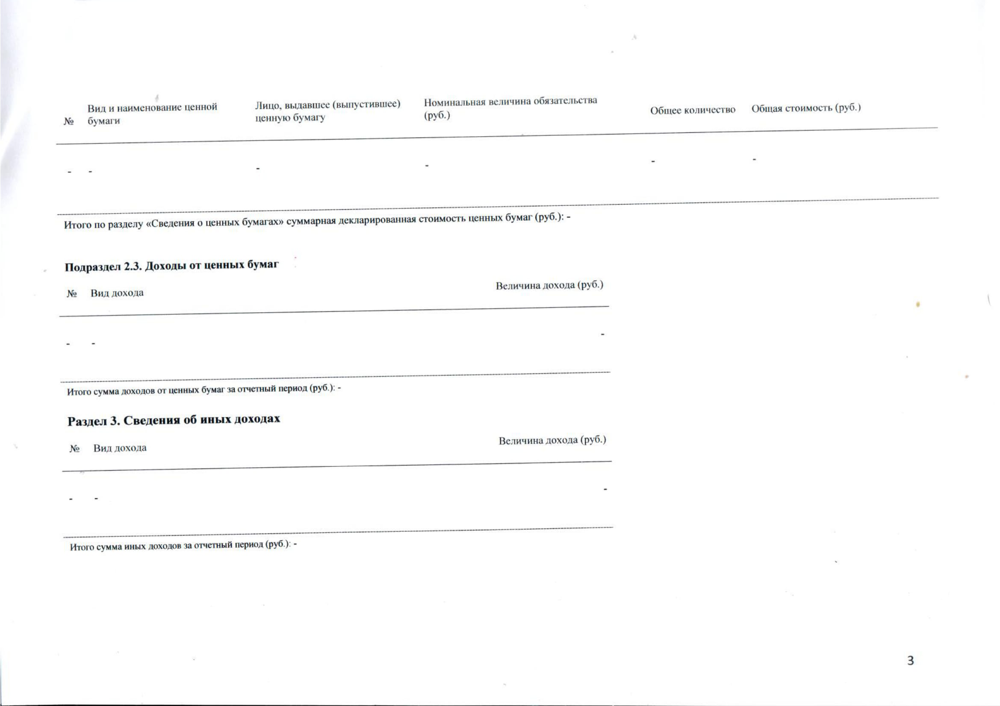 № Вид и наименование ценной бумаги Лицо, выдавшее (выпустившее) ценную бумагу Номинальная величина обязательства (руб.) Общее количество Общая стоимость (руб.)
- - - - - -
Итого по разделу «Сведения о ценных бумагах» суммарная декларированная стоимость ценных бумаг (руб.): -
Подраздел 2.3. Доходы от ценных бумаг
№ Вид дохода Величина дохода (руб.)
- - -
Итого сумма доходов от ценных бумаг за отчетный период (руб.): -
Раздел 3. Сведения об иных доходах
№ Вид дохода Величина дохода (руб.)
- - -
Итого сумма иных доходов за отчетный период (руб.): -
3